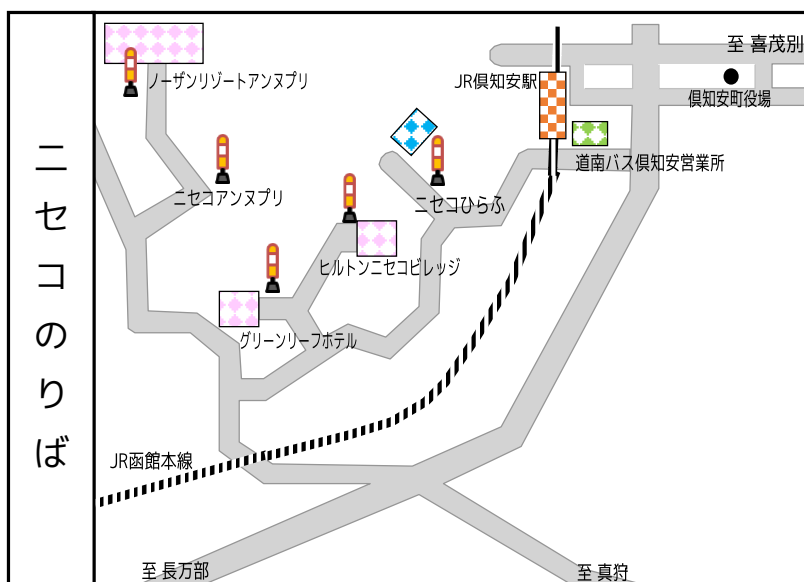 ニセコのりば
至 喜茂別
JR倶知安駅
ノーザンリゾートアンヌプリ
倶知安町役場
道南バス倶知安営業所
ニセコアンヌプリ
ニセコひらふ
ヒルトンニセコビレッジ
グリーンリーフホテル
JR函館本線
至 長万部
至 真狩